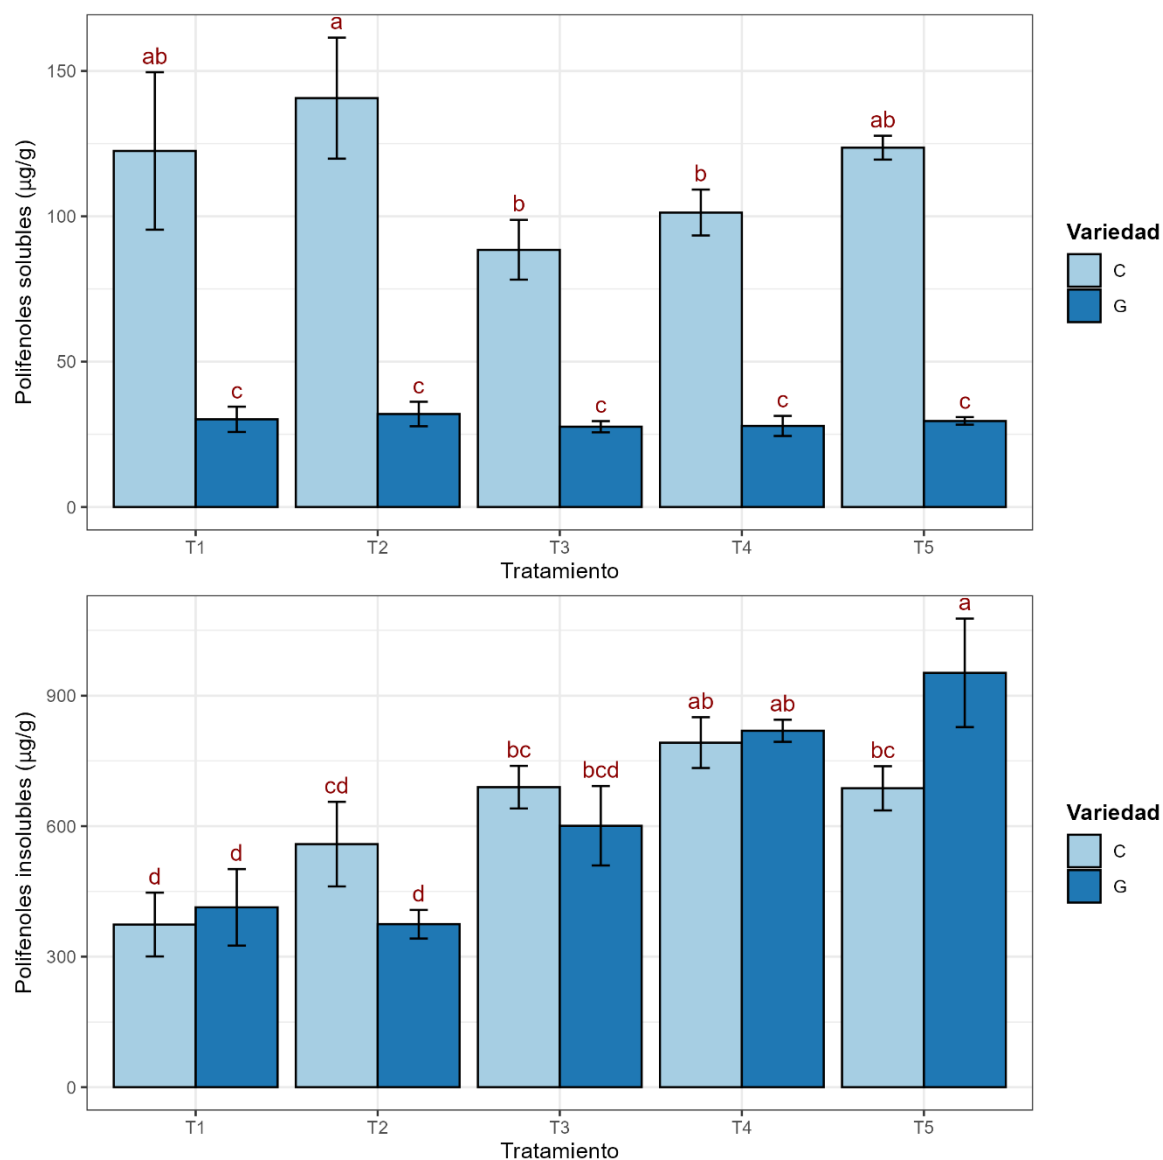 Polifenoles solubles (µg/g)
150
100
50
0
ab
a
b
b
ab
c
c
c
c
c
T1
T2
T3
T4
T5
Tratamiento
Variedad
C
G
Polifenoles insolubles (µg/g)
900
600
300
0
d
d
cd
d
bc
bcd
ab
ab
bc
a
T1
T2
T3
T4
T5
Tratamiento
Variedad
C
G